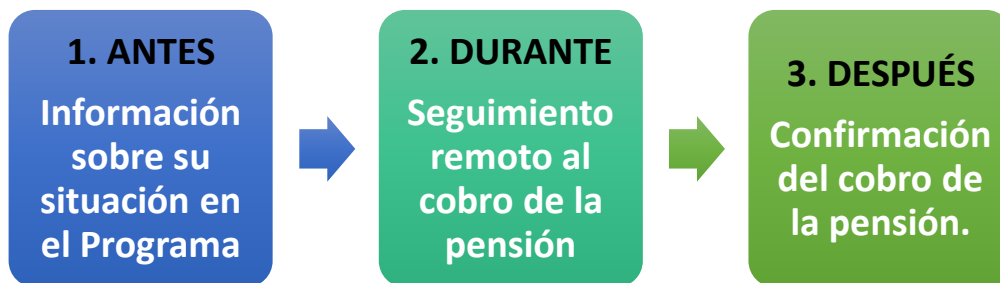 1. ANTES
Información
sobre su
situación en
el Programa
2. DURANTE
Seguimiento
remoto al
cobro de la
pensión
3. DESPUÉS
Confirmación
del cobro de
la pensión.